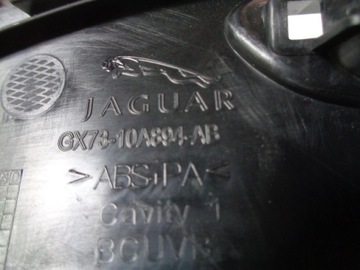 JAGUAR
GX73-10A894-AB
>ABS+PA<
Cavity 1